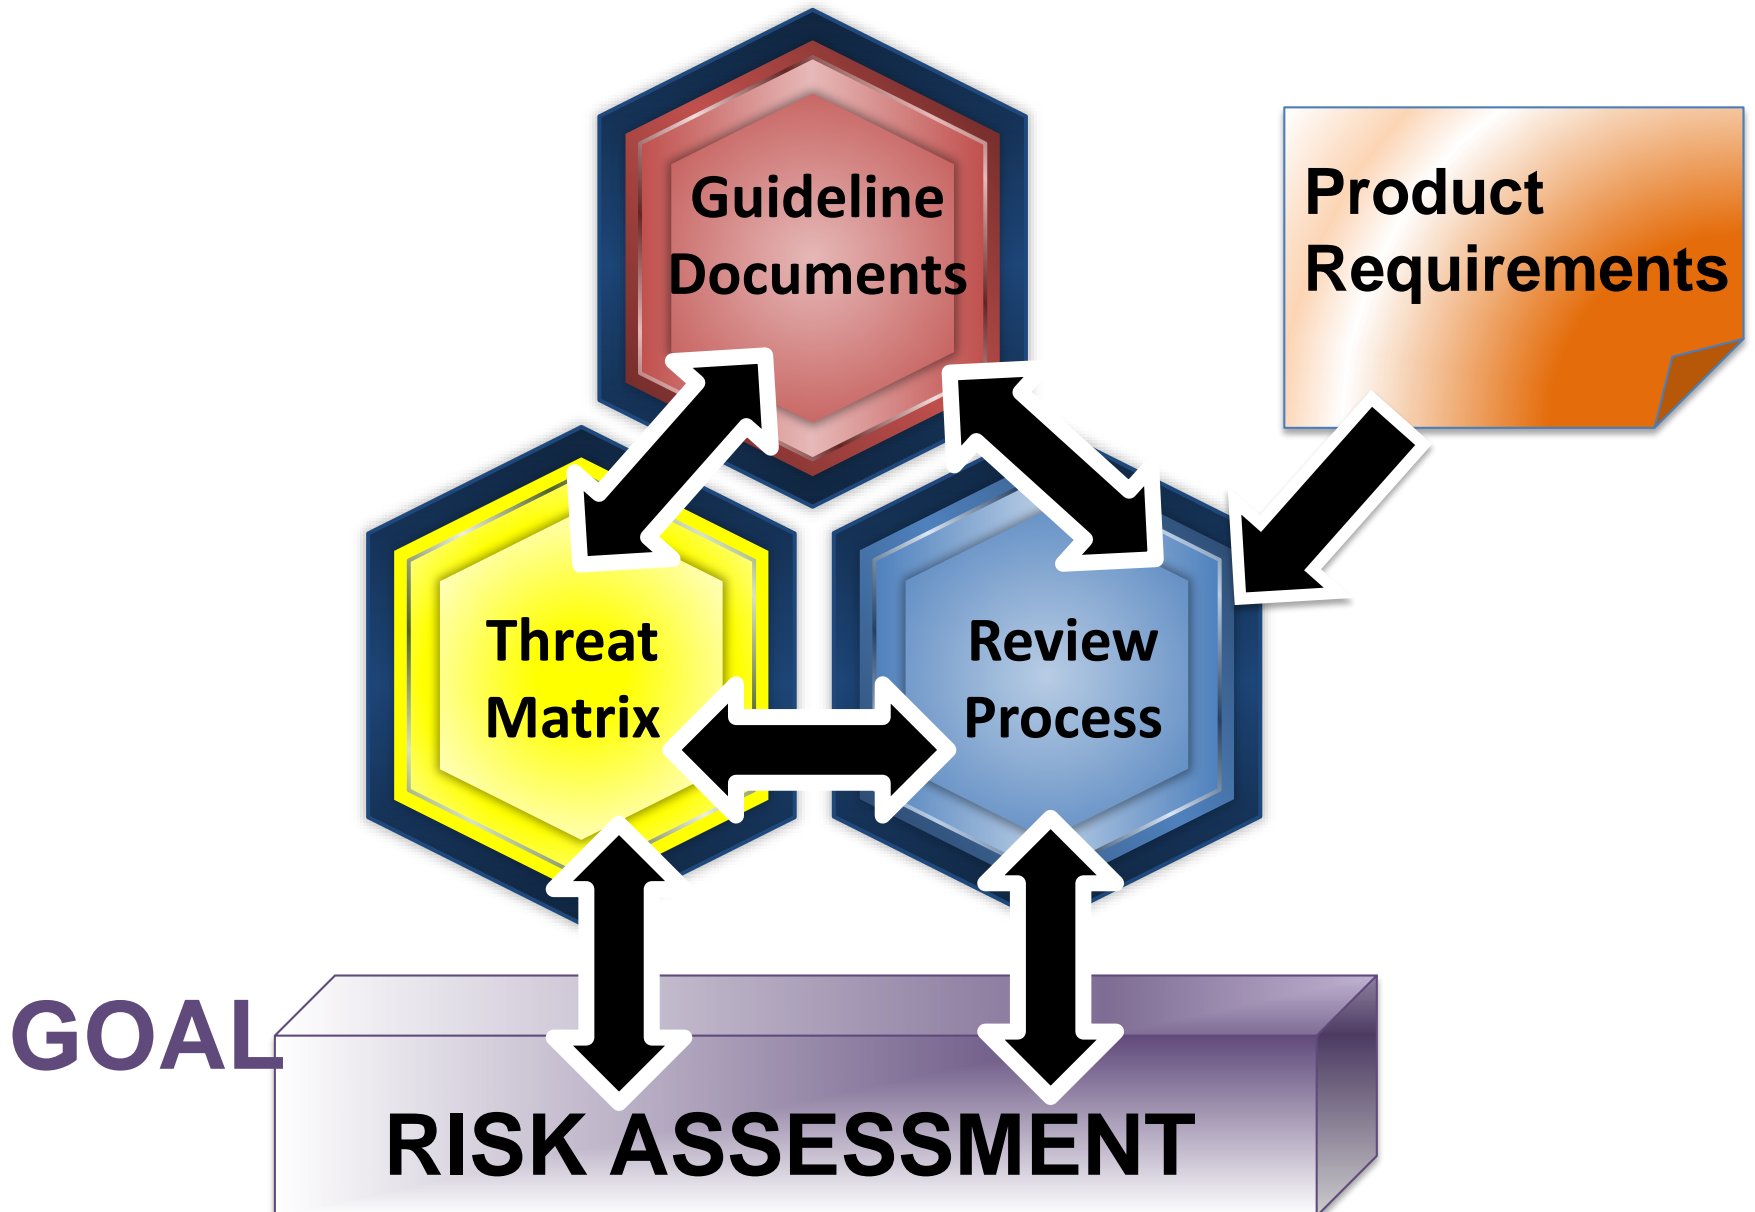 Guideline
Documents
Product
Requirements
Threat
Matrix
Review
Process
GOAL
RISK ASSESSMENT